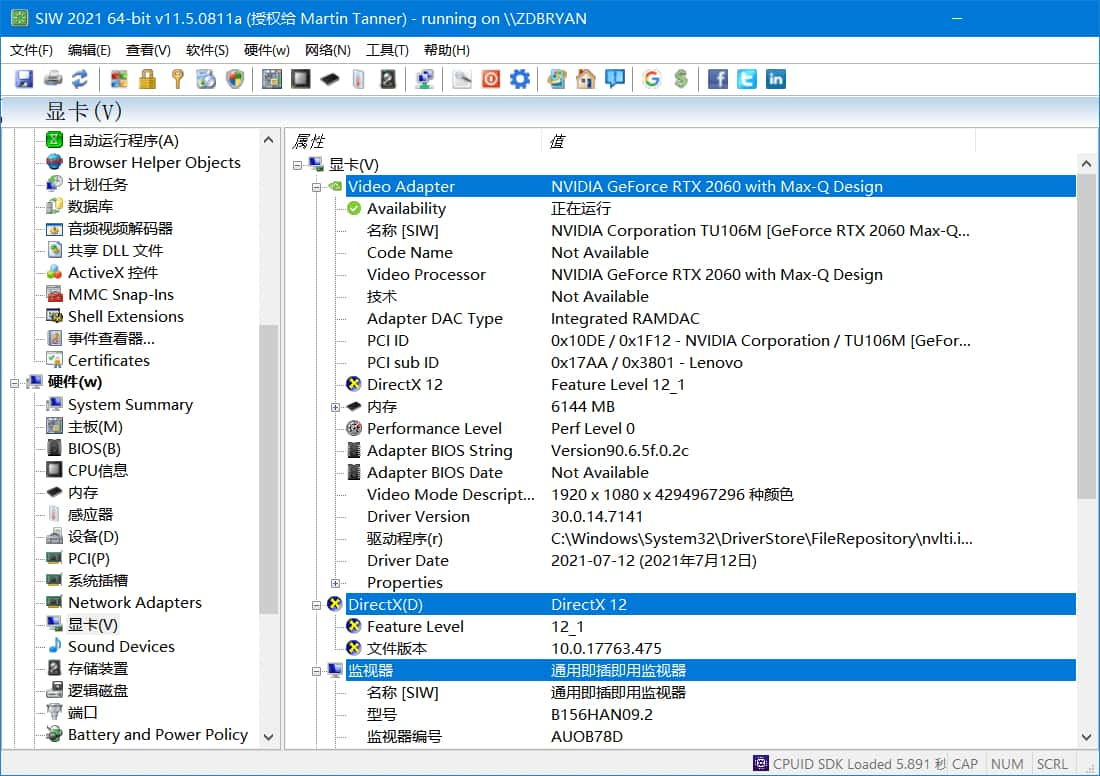 SIW 2021 64-bit v11.5.0811a (授权给 Martin Tanner) - running on \\ZDBRYAN
文件(F) 编辑(E) 查看(V) 软件(S) 硬件(w) 网络(N) 工具(T) 帮助(H)
显卡(V)
自动运行程序(A)
Browser Helper Objects
计划任务
数据库
音频视频解码器
共享 DLL 文件
ActiveX 控件
MMC Snap-Ins
Shell Extensions
事件查看器...
Certificates
硬件(w)
System Summary
主板(M)
BIOS(B)
CPU信息
内存
感应器
设备(D)
PCI(P)
系统插槽
Network Adapters
显卡(V)
Sound Devices
存储装置
逻辑磁盘
端口
Battery and Power Policy
属性 值
显卡(V)
Video Adapter NVIDIA GeForce RTX 2060 with Max-Q Design
Availability 正在运行
名称 [SIW] NVIDIA Corporation TU106M [GeForce RTX 2060 Max-Q...
Code Name Not Available
Video Processor NVIDIA GeForce RTX 2060 with Max-Q Design
技术 Not Available
Adapter DAC Type Integrated RAMDAC
PCI ID 0x10DE / 0x1F12 - NVIDIA Corporation / TU106M [GeFor...
PCI sub ID 0x17AA / 0x3801 - Lenovo
DirectX 12 Feature Level 12_1
内存 6144 MB
Performance Level Perf Level 0
Adapter BIOS String Version90.6.5f.0.2c
Adapter BIOS Date Not Available
Video Mode Descript... 1920 x 1080 x 4294967296 种颜色
Driver Version 30.0.14.7141
驱动程序(r) C:\Windows\System32\DriverStore\FileRepository\nvlti.i...
Driver Date 2021-07-12 (2021年7月12日)
Properties
DirectX(D) DirectX 12
Feature Level 12_1
文件版本 10.0.17763.475
监视器 通用即插即用监视器
名称 [SIW] 通用即插即用监视器
型号 B156HAN09.2
监视器编号 AUOB78D
CPUID SDK Loaded 5.891 秒 CAP NUM SCRL